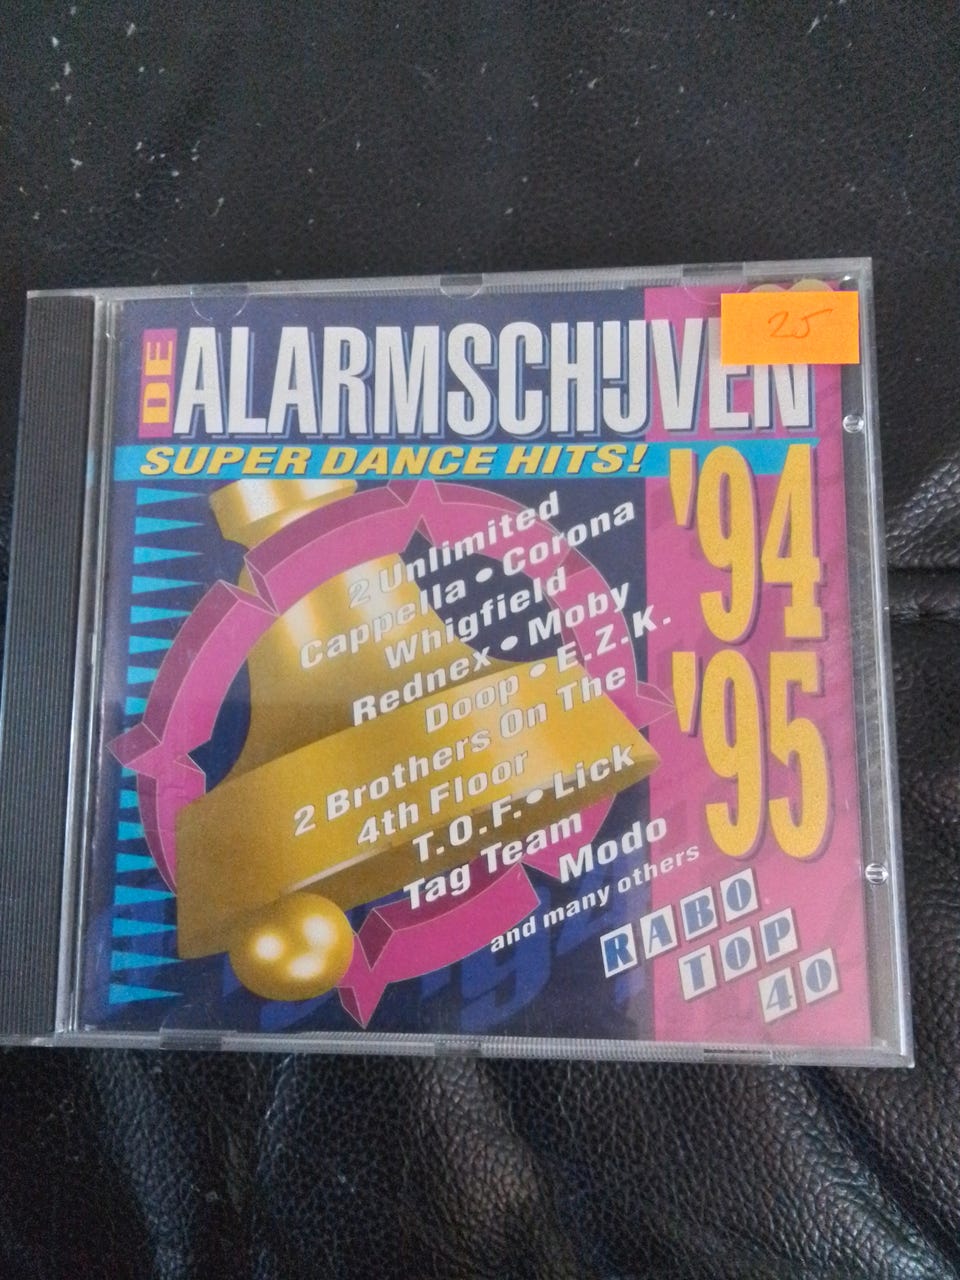 25
DE ALARMSCHIJVEN
SUPER DANCE HITS!
'94
'95
2 Unlimited
Cappella • Corona
Whigfield
Rednex • Moby
Doop • E.Z.K.
2 Brothers On The
4th Floor
T.O.F. • Lick
Tag Team
Modo
and many others
RABO
TOP
40